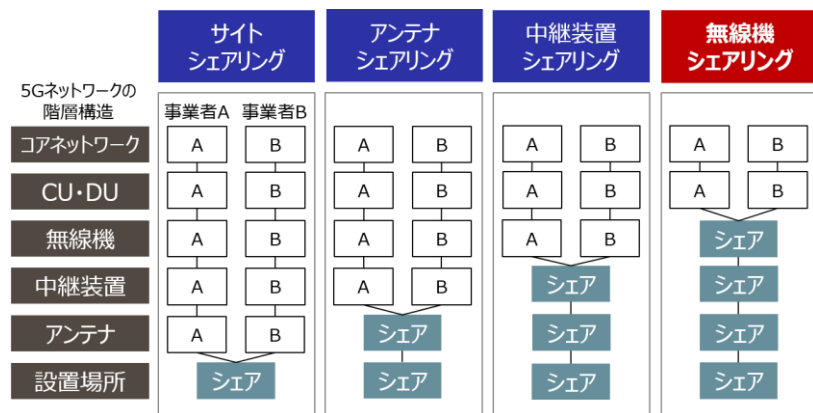 サイト
シェアリング
アンテナ
シェアリング
中継装置
シェアリング
無線機
シェアリング
5Gネットワークの
階層構造
事業者A 事業者B
コアネットワーク
A B A B A B A B
CU・DU
A B A B A B A B
無線機
A B A B A B シェア
中継装置
A B A B シェア シェア
アンテナ
A B シェア シェア シェア
設置場所
シェア シェア シェア シェア